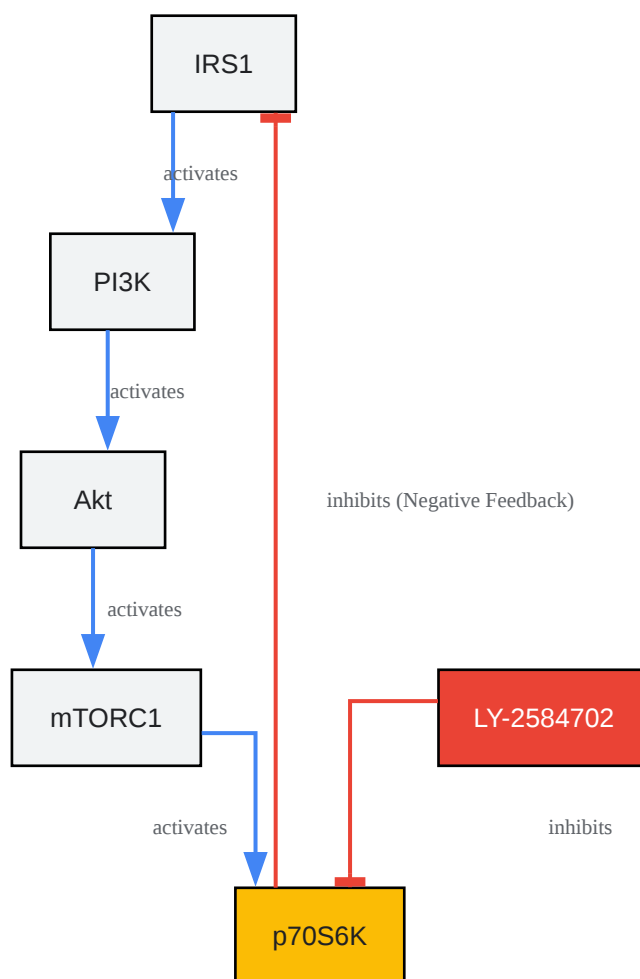 IRS1
activates
PI3K
activates
Akt
inhibits (Negative Feedback)
activates
mTORC1
LY-2584702
activates
inhibits
p70S6K